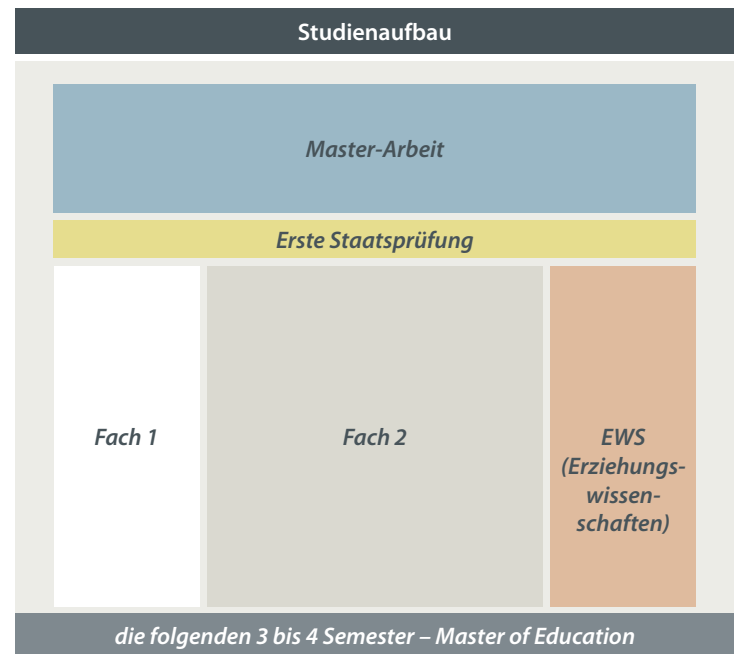 Studienaufbau
Master-Arbeit
Erste Staatsprüfung
Fach 1
Fach 2
EWS
(Erziehungs-
wissen-
schaften)
die folgenden 3 bis 4 Semester – Master of Education